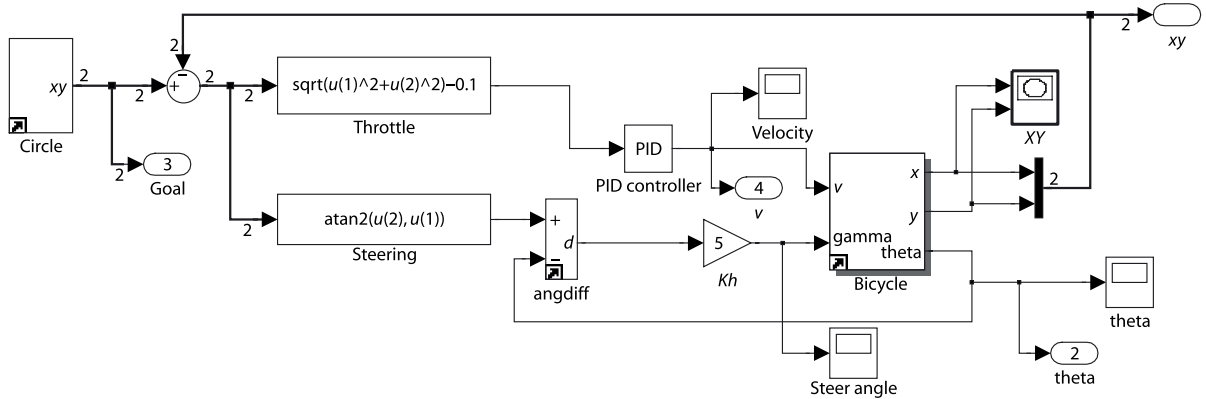 2
xy
2
xy
2
2
−
+
2
2
Circle
sqrt(u(1)^2+u(2)^2)−0.1
Throttle
Velocity
XY
2
3
Goal
PID
PID controller
4
v
v
x
y
gamma
theta
Bicycle
2
2
atan2(u(2),u(1))
Steering
+
d
−
angdiff
5
Kh
theta
Steer angle
2
theta